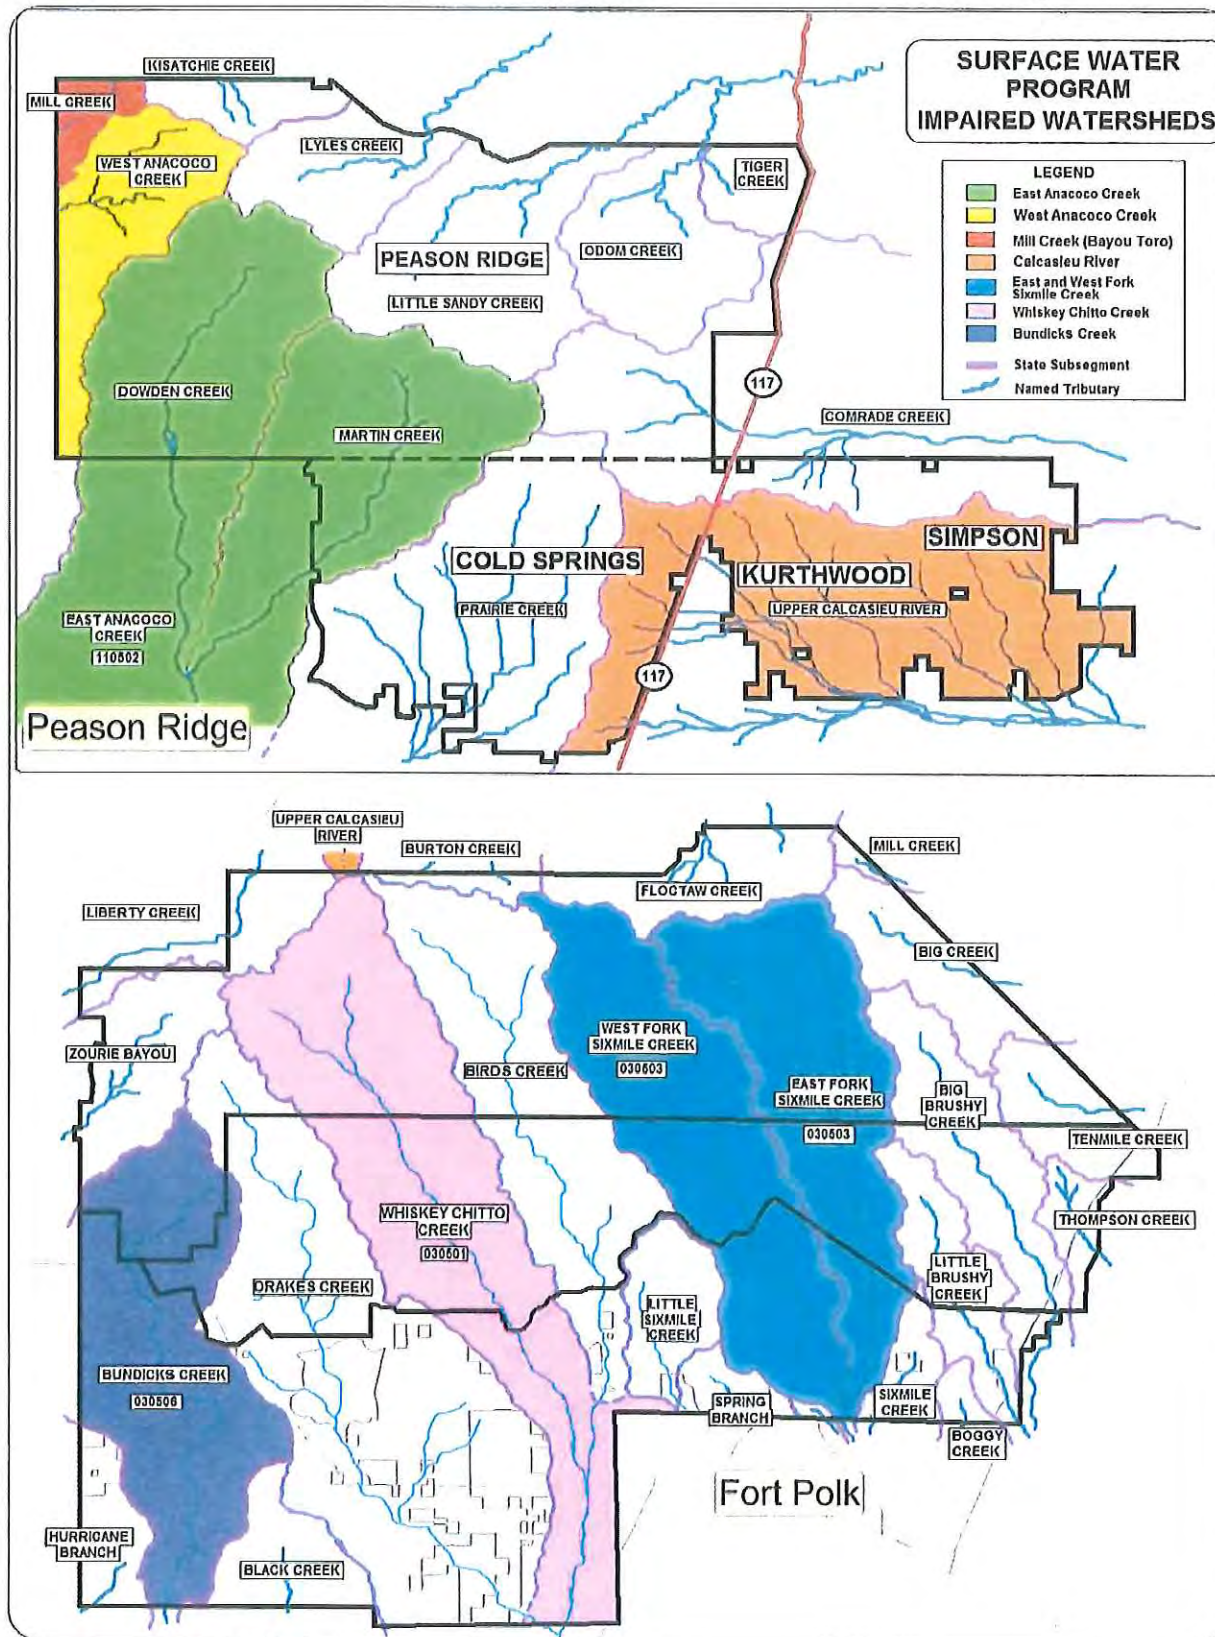 SURFACE WATER
PROGRAM
IMPAIRED WATERSHEDS
LEGEND
East Anacoco Creek
West Anacoco Creek
Mill Creek (Bayou Toro)
Calcasieu River
East and West Fork
Sixmile Creek
Whiskey Chitto Creek
Bundicks Creek
State Subsegment
Named Tributary
KISATCHIE CREEK
MILL CREEK
LYLES CREEK
WEST ANACOCO
CREEK
TIGER
CREEK
ODOM CREEK
PEASON RIDGE
LITTLE SANDY CREEK
117
DOWDEN CREEK
COMRADE CREEK
MARTIN CREEK
SIMPSON
COLD SPRINGS
KURTHWOOD
PRAIRIE CREEK
UPPER CALCASIEU RIVER
EAST ANACOCO
CREEK
110502
117
Peason Ridge
UPPER CALCASIEU
RIVER
BURTON CREEK
MILL CREEK
FLOCTAW CREEK
LIBERTY CREEK
BIG CREEK
WEST FORK
SIXMILE CREEK
030503
ZOURIE BAYOU
BIRDS CREEK
EAST FORK
SIXMILE CREEK
030503
BIG
BRUSHY
CREEK
TENMILE CREEK
WHISKEY CHITTO
CREEK
030501
THOMPSON CREEK
LITTLE
BRUSHY
CREEK
DRAKES CREEK
LITTLE
SIXMILE
CREEK
BUNDICKS CREEK
030506
SPRING
BRANCH
SIXMILE
CREEK
BOGGY
CREEK
Fort Polk
HURRICANE
BRANCH
BLACK CREEK